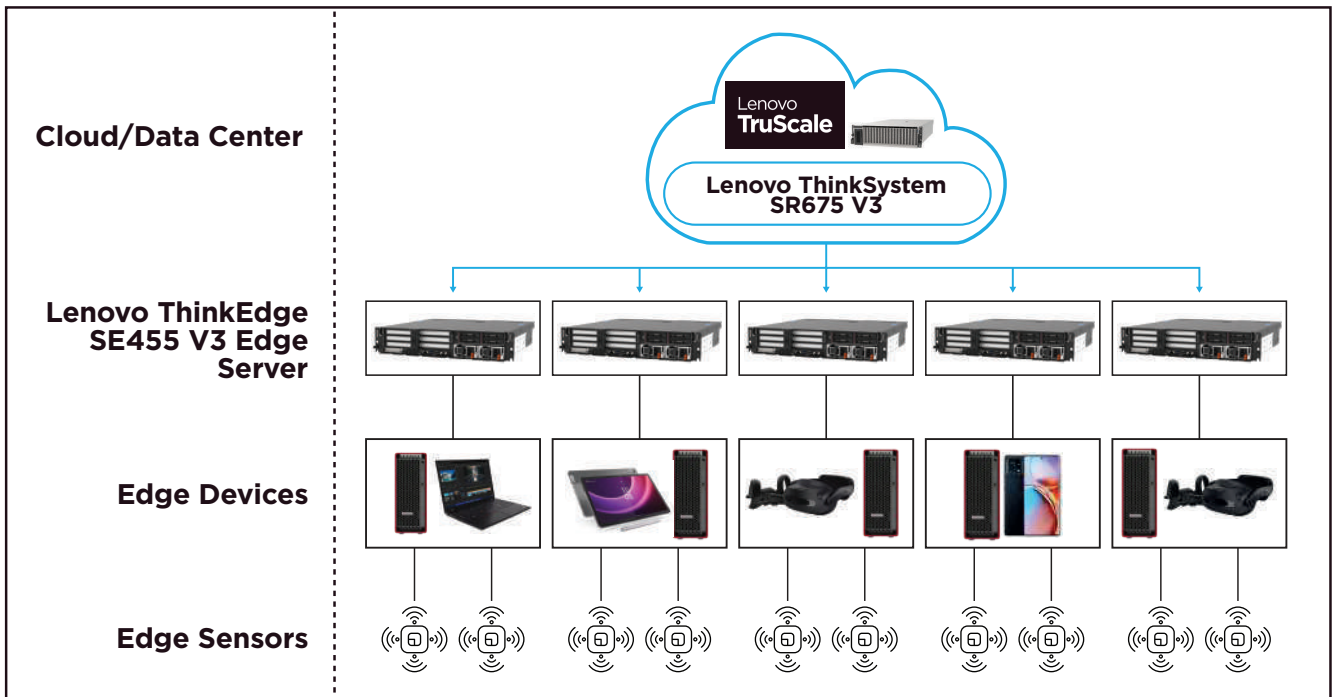 Cloud/Data Center
Lenovo
TruScale
Lenovo ThinkSystem
SR675 V3
Lenovo ThinkEdge
SE455 V3 Edge
Server
Edge Devices
Edge Sensors